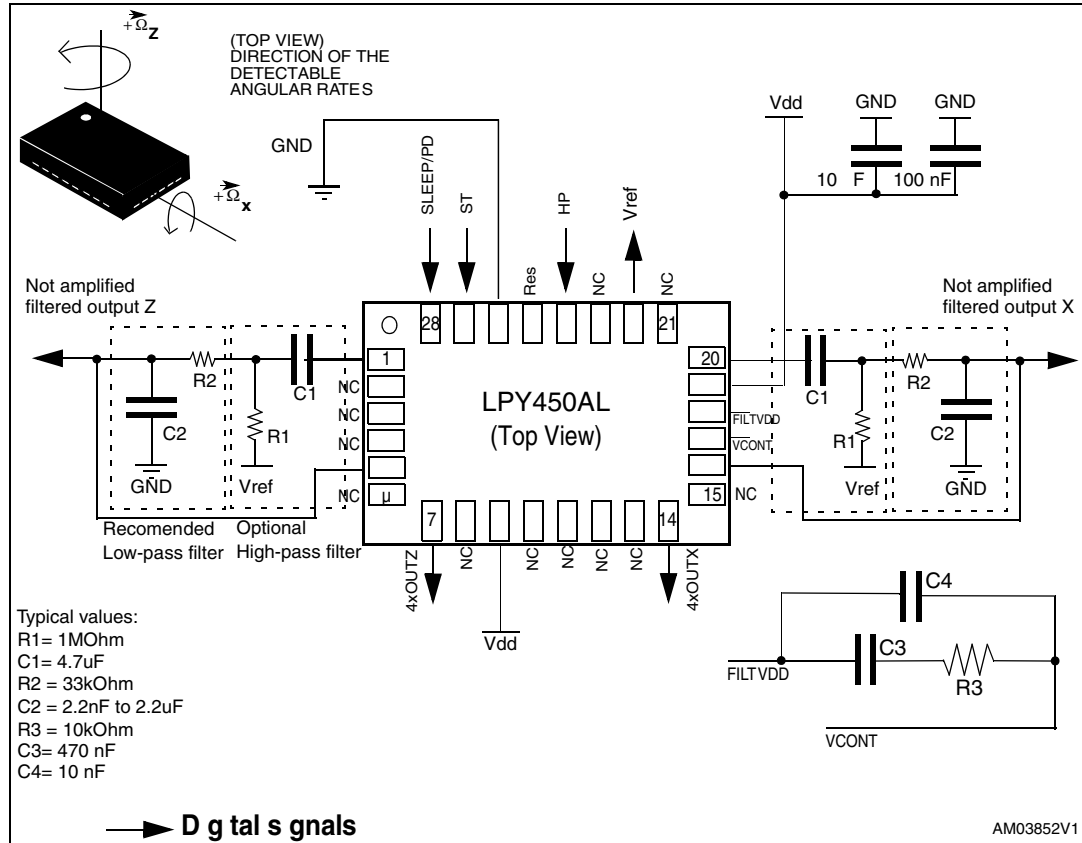 +Ω Z
(TOP VIEW)
DIRECTION OF THE
DETECTABLE
ANGULAR RATES
+Ω x
GND
SLEEP/PD
ST
Res
HP
NC
Vref
NC
Vdd
GND
GND
10 F
100 nF
Not amplified
filtered output Z
Not amplified
filtered output X
28
21
1
20
R2
C1
C2
R1
GND
Vref
NC
NC
NC
NC
µ
LPY450AL
(Top View)
FILTVDD
VCONT
15
NC
C1
R2
R1
C2
Vref
GND
Recomended
Low-pass filter
Optional
High-pass filter
7
14
4xOUTZ
NC
Vdd
NC
NC
NC
NC
4xOUTX
Typical values:
R1= 1MOhm
C1= 4.7uF
R2 = 33kOhm
C2 = 2.2nF to 2.2uF
R3 = 10kOhm
C3= 470 nF
C4= 10 nF
C4
C3
R3
FILTVDD
VCONT
D g tal s gnals
AM03852V1